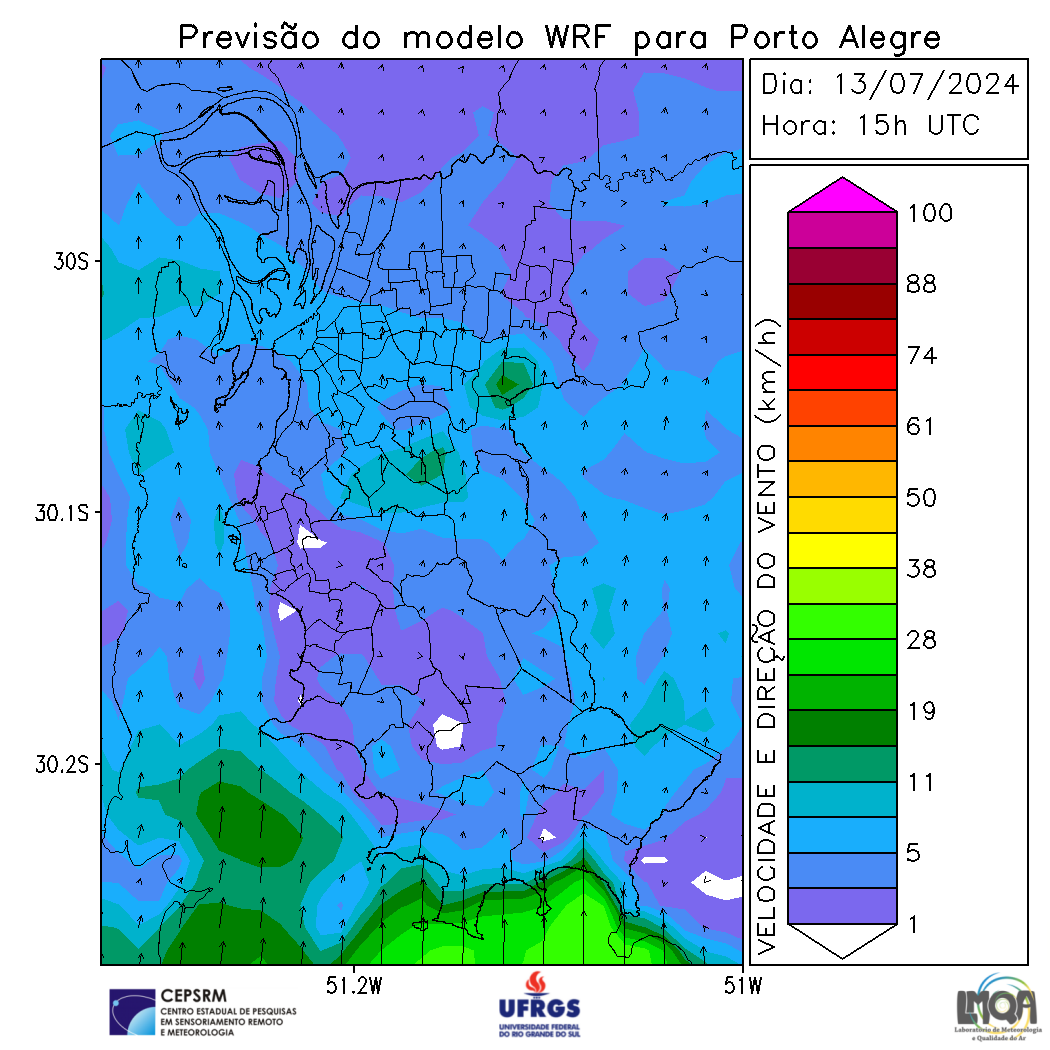 Previsão do modelo WRF para Porto Alegre
Dia: 13/07/2024
Hora: 15h UTC
30S
30.1S
30.2S
51.2W
51W
VELOCIDADE E DIREÇÃO DO VENTO (km/h)
100
88
74
61
50
38
28
19
11
5
1
CEPSRM
CENTRO ESTADUAL DE PESQUISAS
EM SENSORIAMENTO REMOTO
E METEOROLOGIA
UFRGS
UNIVERSIDADE FEDERAL
DO RIO GRANDE DO SUL
LMQA
Laboratório de Meteorologia
e Qualidade do Ar